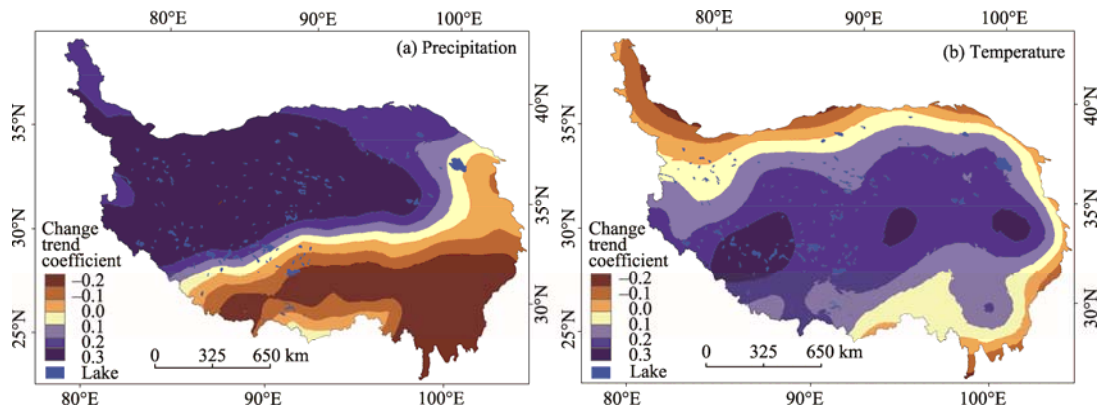 80°E 90°E 100°E
(a) Precipitation
35°N
30°N
25°N
40°N
35°N
30°N
Change
trend
coefficient
−0.2
−0.1
0.0
0.1
0.2
0.3
Lake
0 325 650 km
80°E 90°E 100°E
80°E 90°E 100°E
(b) Temperature
35°N
30°N
25°N
40°N
35°N
30°N
Change
trend
coefficient
−0.2
−0.1
0.0
0.1
0.2
0.3
Lake
0 325 650 km
80°E 90°E 100°E